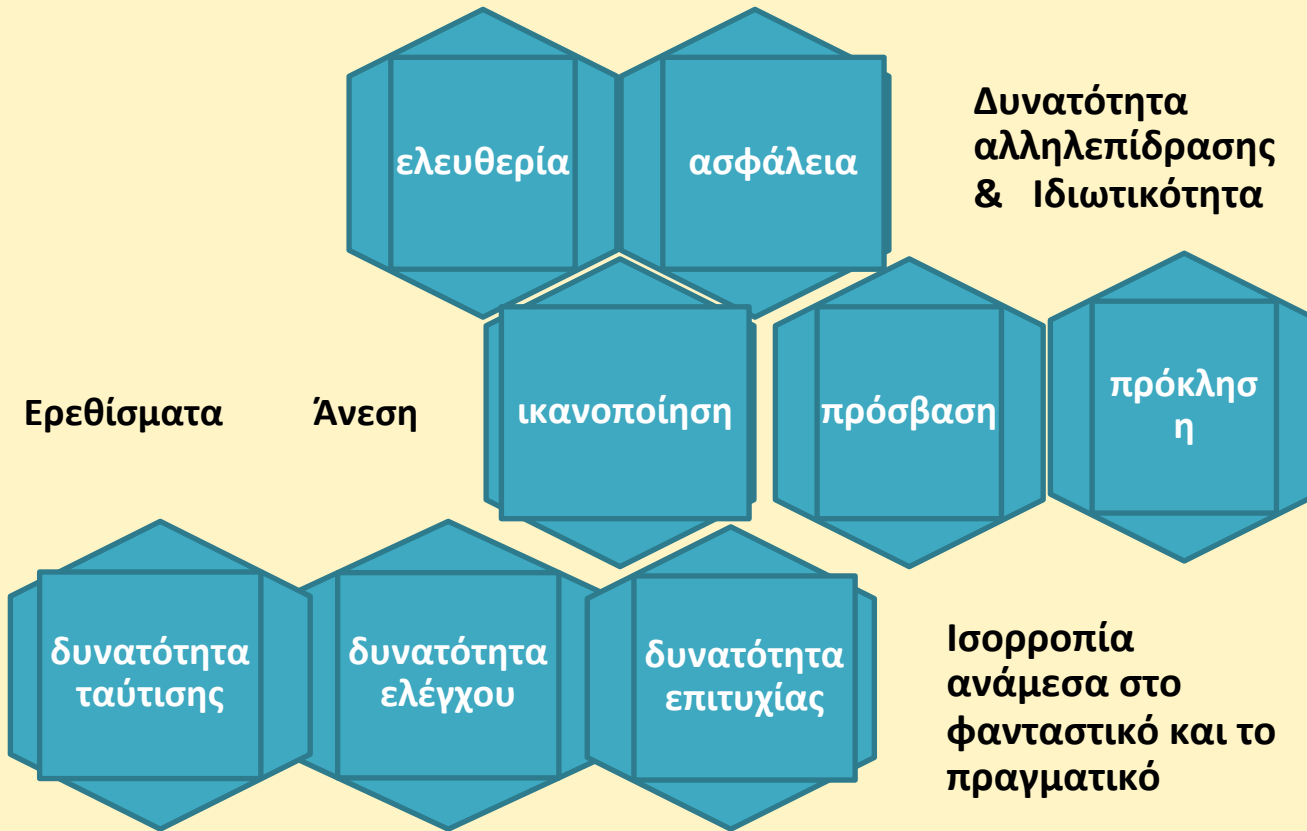 ελευθερία
ασφάλεια
Δυνατότητα
αλληλεπίδρασης
& Ιδιωτικότητα
Ερεθίσματα
Άνεση
ικανοποίηση
πρόσβαση
πρόκλησ
η
δυνατότητα
ταύτισης
δυνατότητα
ελέγχου
δυνατότητα
επιτυχίας
Ισορροπία
ανάμεσα στο
φανταστικό και το
πραγματικό